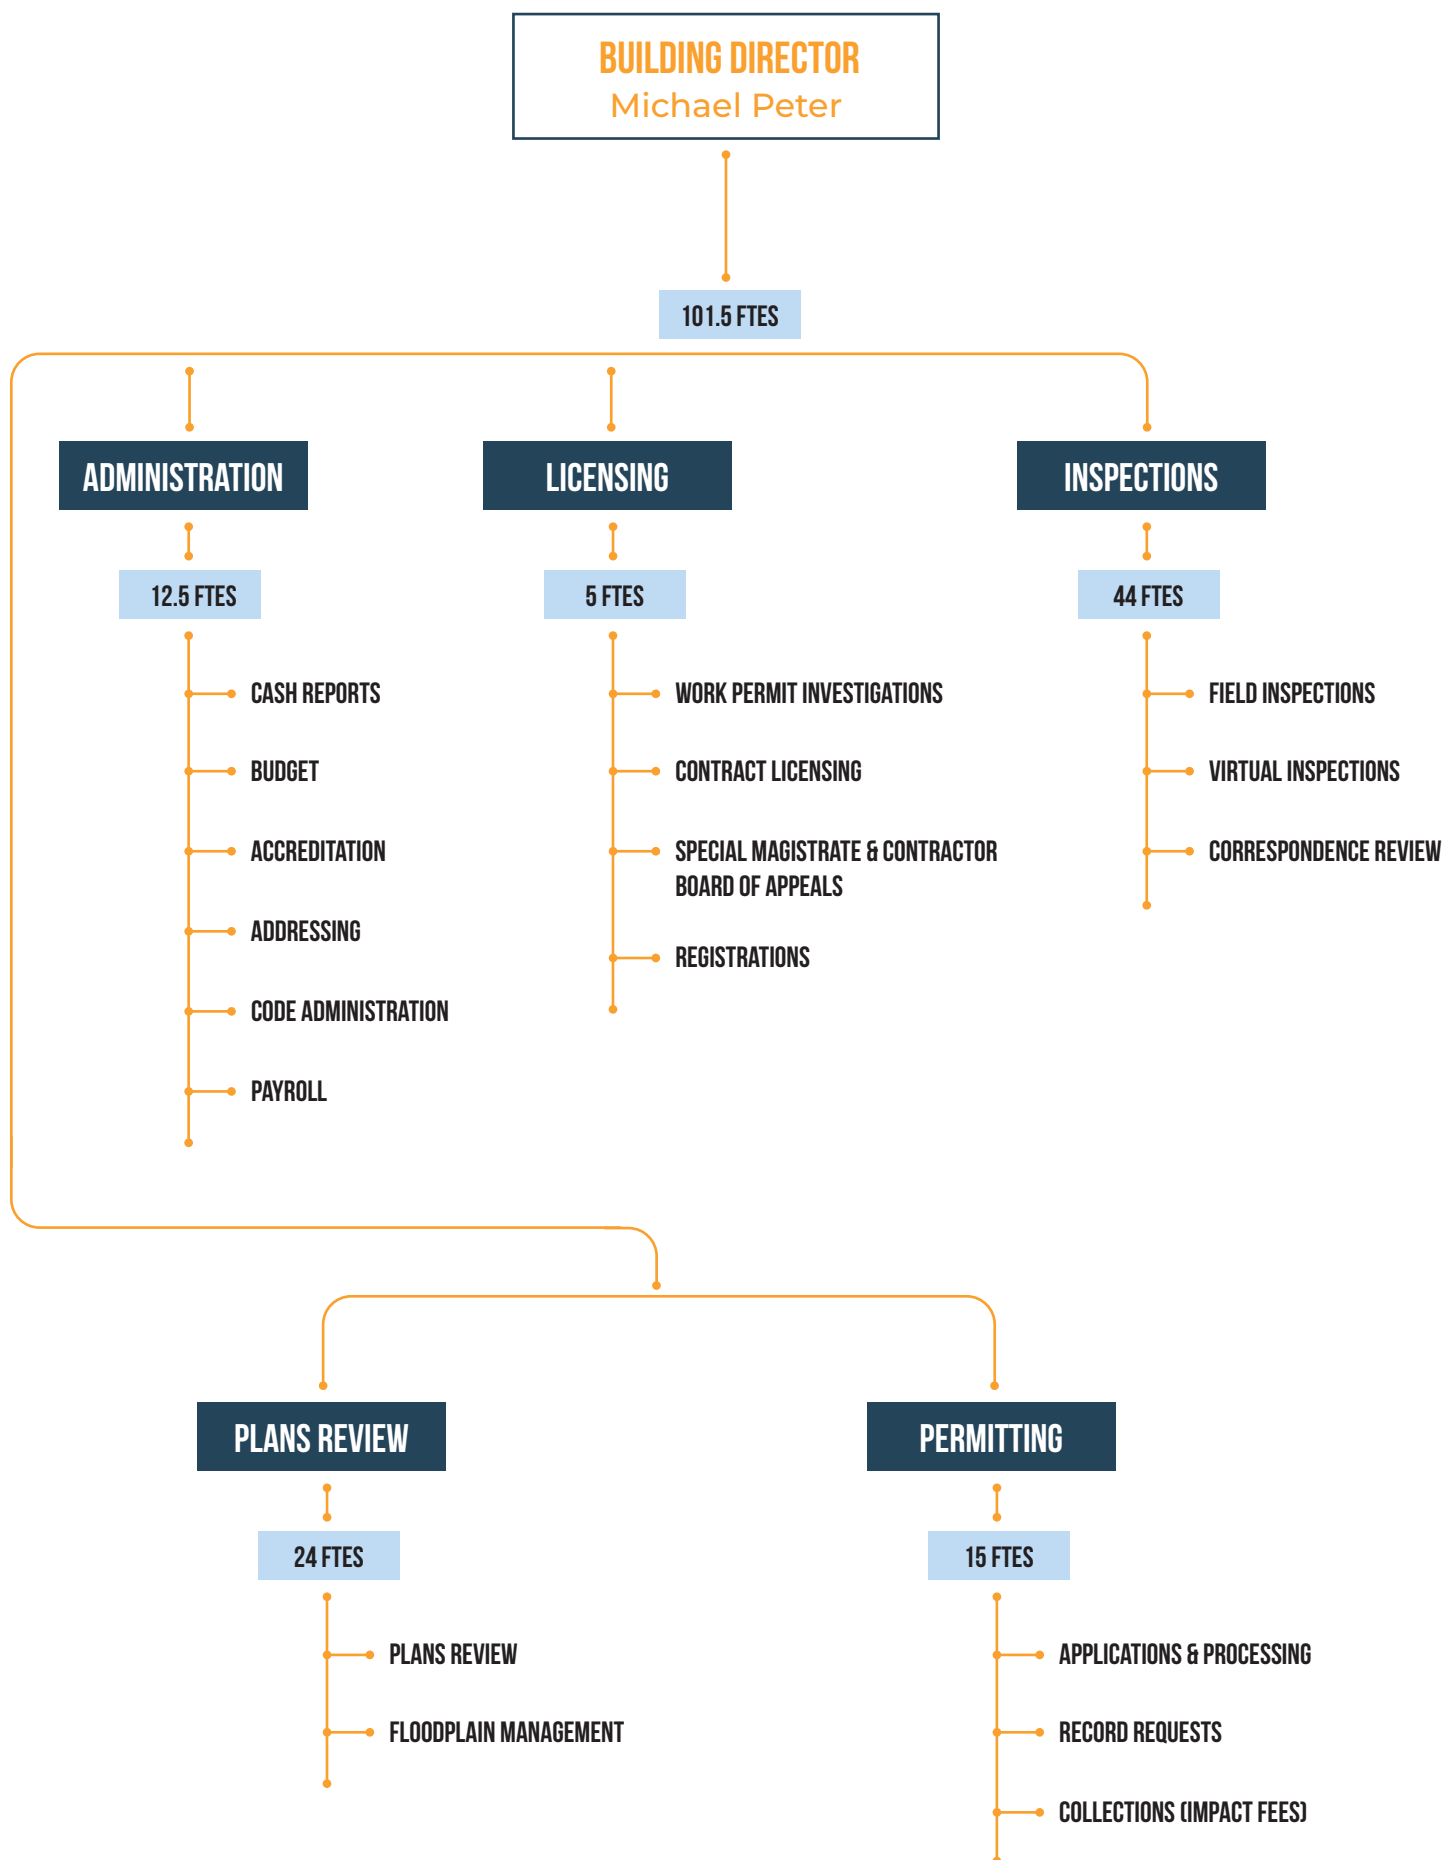 BUILDING DIRECTOR
Michael Peter
101.5 FTES
ADMINISTRATION
12.5 FTES
CASH REPORTS
BUDGET
ACCREDITATION
ADDRESSING
CODE ADMINISTRATION
PAYROLL
LICENSING
5 FTES
WORK PERMIT INVESTIGATIONS
CONTRACT LICENSING
SPECIAL MAGISTRATE & CONTRACTOR
BOARD OF APPEALS
REGISTRATIONS
INSPECTIONS
44 FTES
FIELD INSPECTIONS
VIRTUAL INSPECTIONS
CORRESPONDENCE REVIEW
PLANS REVIEW
24 FTES
PLANS REVIEW
FLOODPLAIN MANAGEMENT
PERMITTING
15 FTES
APPLICATIONS & PROCESSING
RECORD REQUESTS
COLLECTIONS (IMPACT FEES)